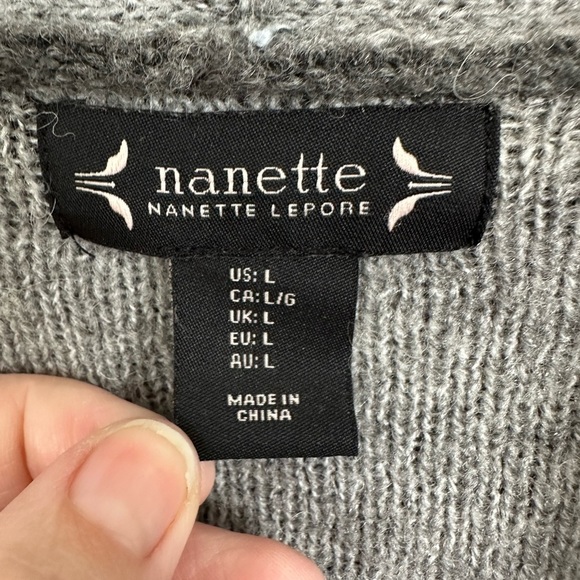 nanette
NANETTE LEPORE
US: L
CA: L/G
UK: L
EU: L
AU: L
MADE IN
CHINA